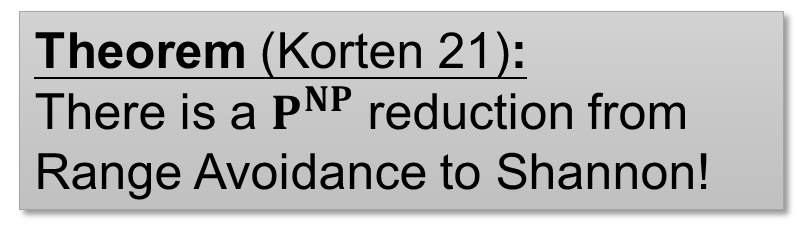 Theorem (Korten 21):
There is a P^NP reduction from
Range Avoidance to Shannon!